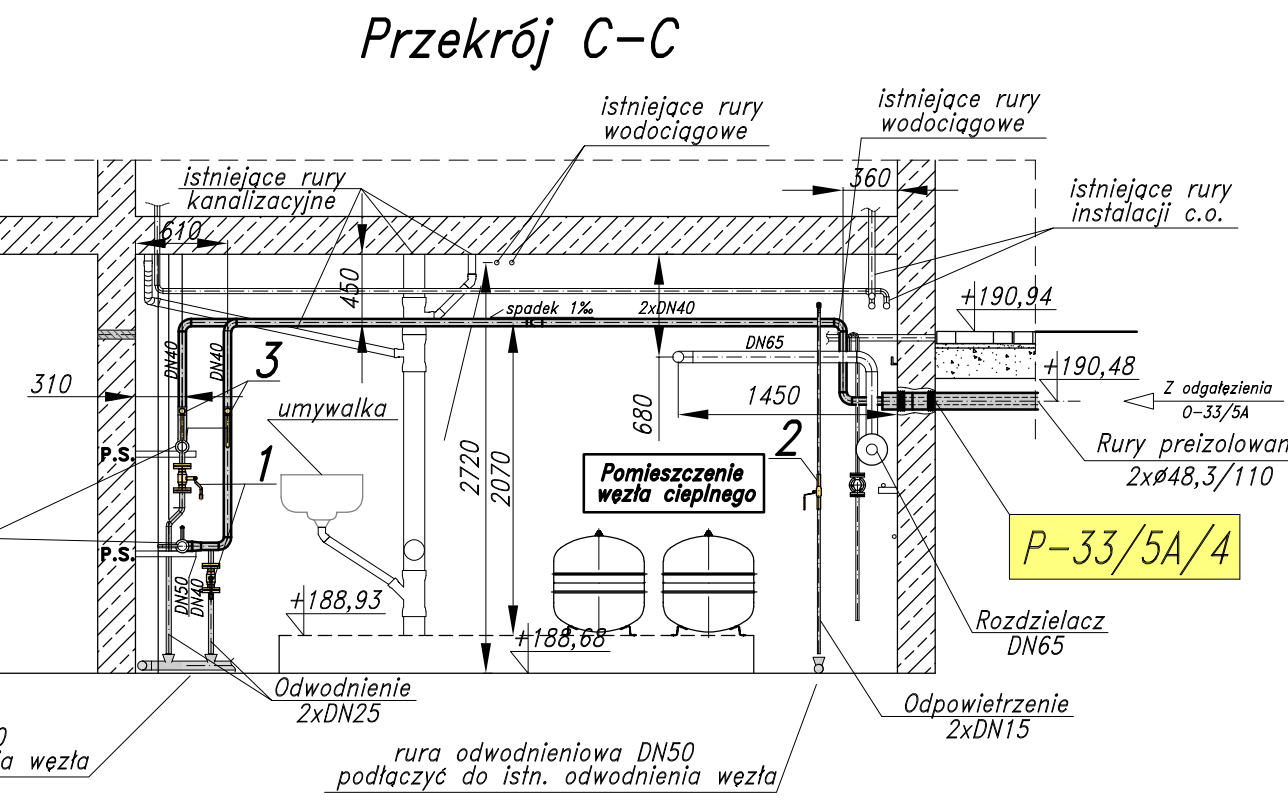 Przekrój C-C
istniejące rury
wodociągowe
istniejące rury
wodociągowe
istniejące rury
kanalizacyjne
360
istniejące rury
instalacji c.o.
610
450
+190,94
spadek 1‰
2xDN40
DN40
DN40
3
DN65
310
680
1450
+190,48
Z odgałęzienia
O-33/5A
umywalka
2720
2070
2
1
P.S.
Rury preizolowan
2xø48,3/110
Pomieszczenie
węzła cieplnego
P-33/5A/4
P.S.
DN50
DN40
+188,93
+188,68
Rozdzielacz
DN65
Odwodnienie
2xDN25
Odpowietrzenie
2xDN15
0
a węzła
rura odwodnieniowa DN50
podłączyć do istn. odwodnienia węzła